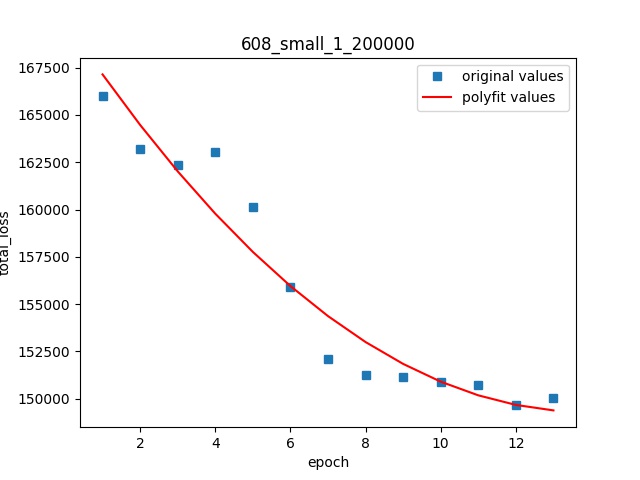 608_small_1_200000
original values
polyfit values
167500
165000
162500
160000
157500
155000
152500
150000
total_loss
2 4 6 8 10 12
epoch